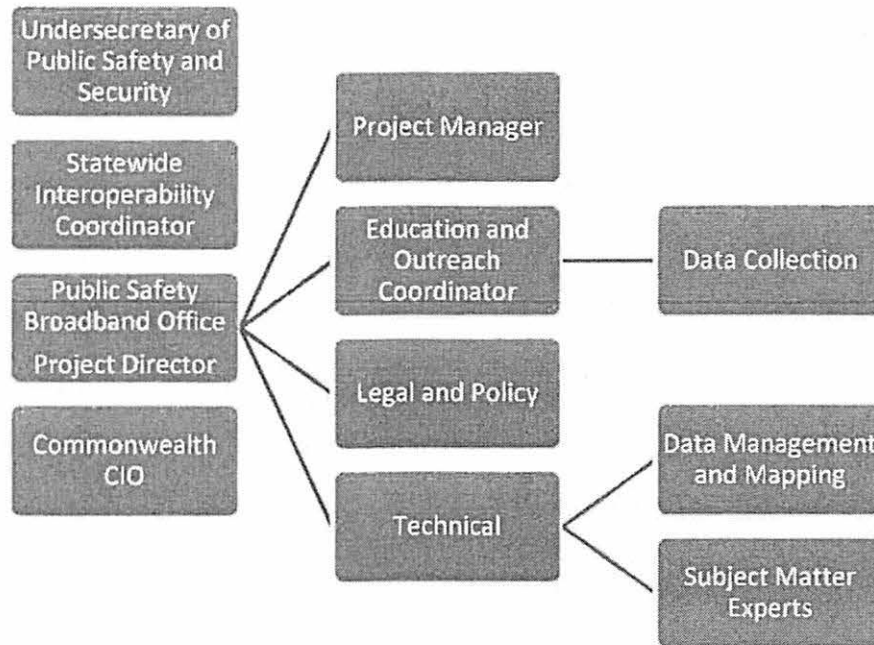 Undersecretary of
Public Safety and
Security
Statewide
Interoperability
Coordinator
Public Safety
Broadband Office
Project Director
Commonwealth
CIO
Project Manager
Education and
Outreach
Coordinator
Legal and Policy
Technical
Data Collection
Data Management
and Mapping
Subject Matter
Experts